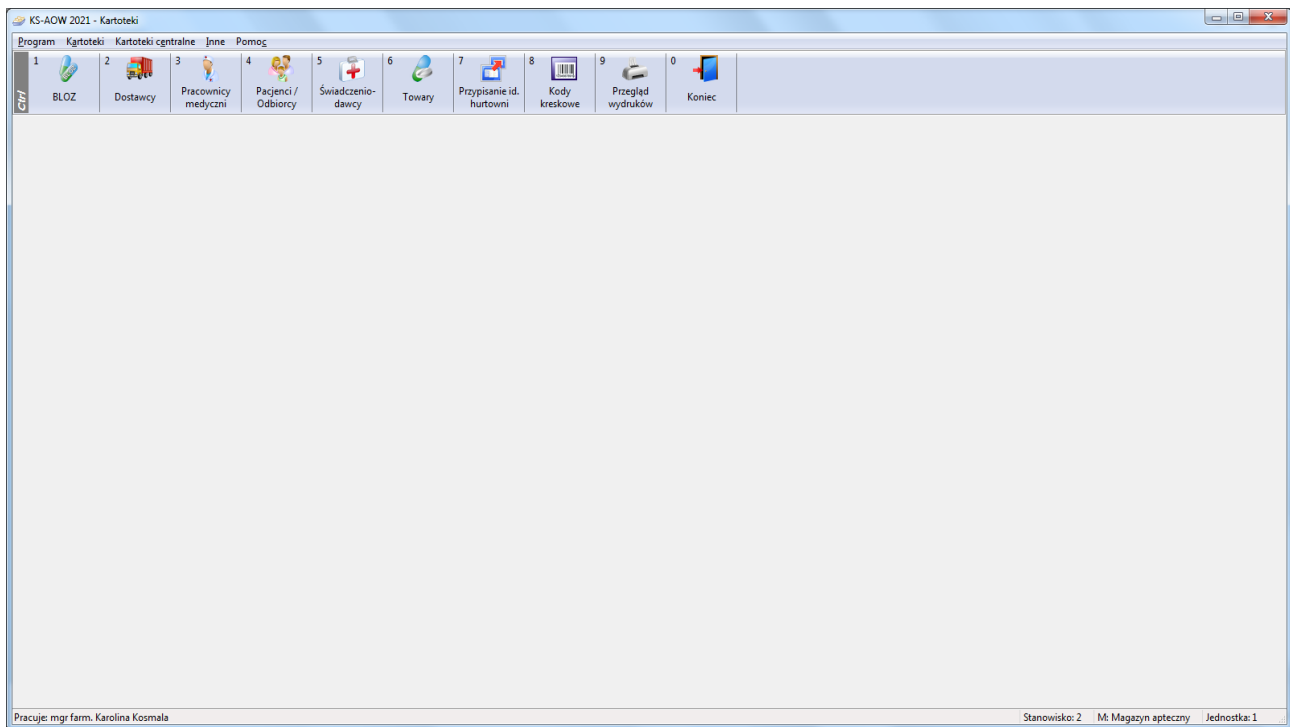 KS-AOW 2021 - Kartoteki
Program Kartoteki Kartoteki centralne Inne Pomoc
Ctrl
1 BLOZ
2 Dostawcy
3 Pracownicy
medyczni
4 Pacjenci /
Odbiorcy
5 Świadczenio-
dawcy
6 Towary
7 Przypisanie id.
hurtowni
8 Kody
kreskowe
9 Przegląd
wydruków
0 Koniec
Pracuje: mgr farm. Karolina Kosmala
Stanowisko: 2 M: Magazyn apteczny Jednostka: 1